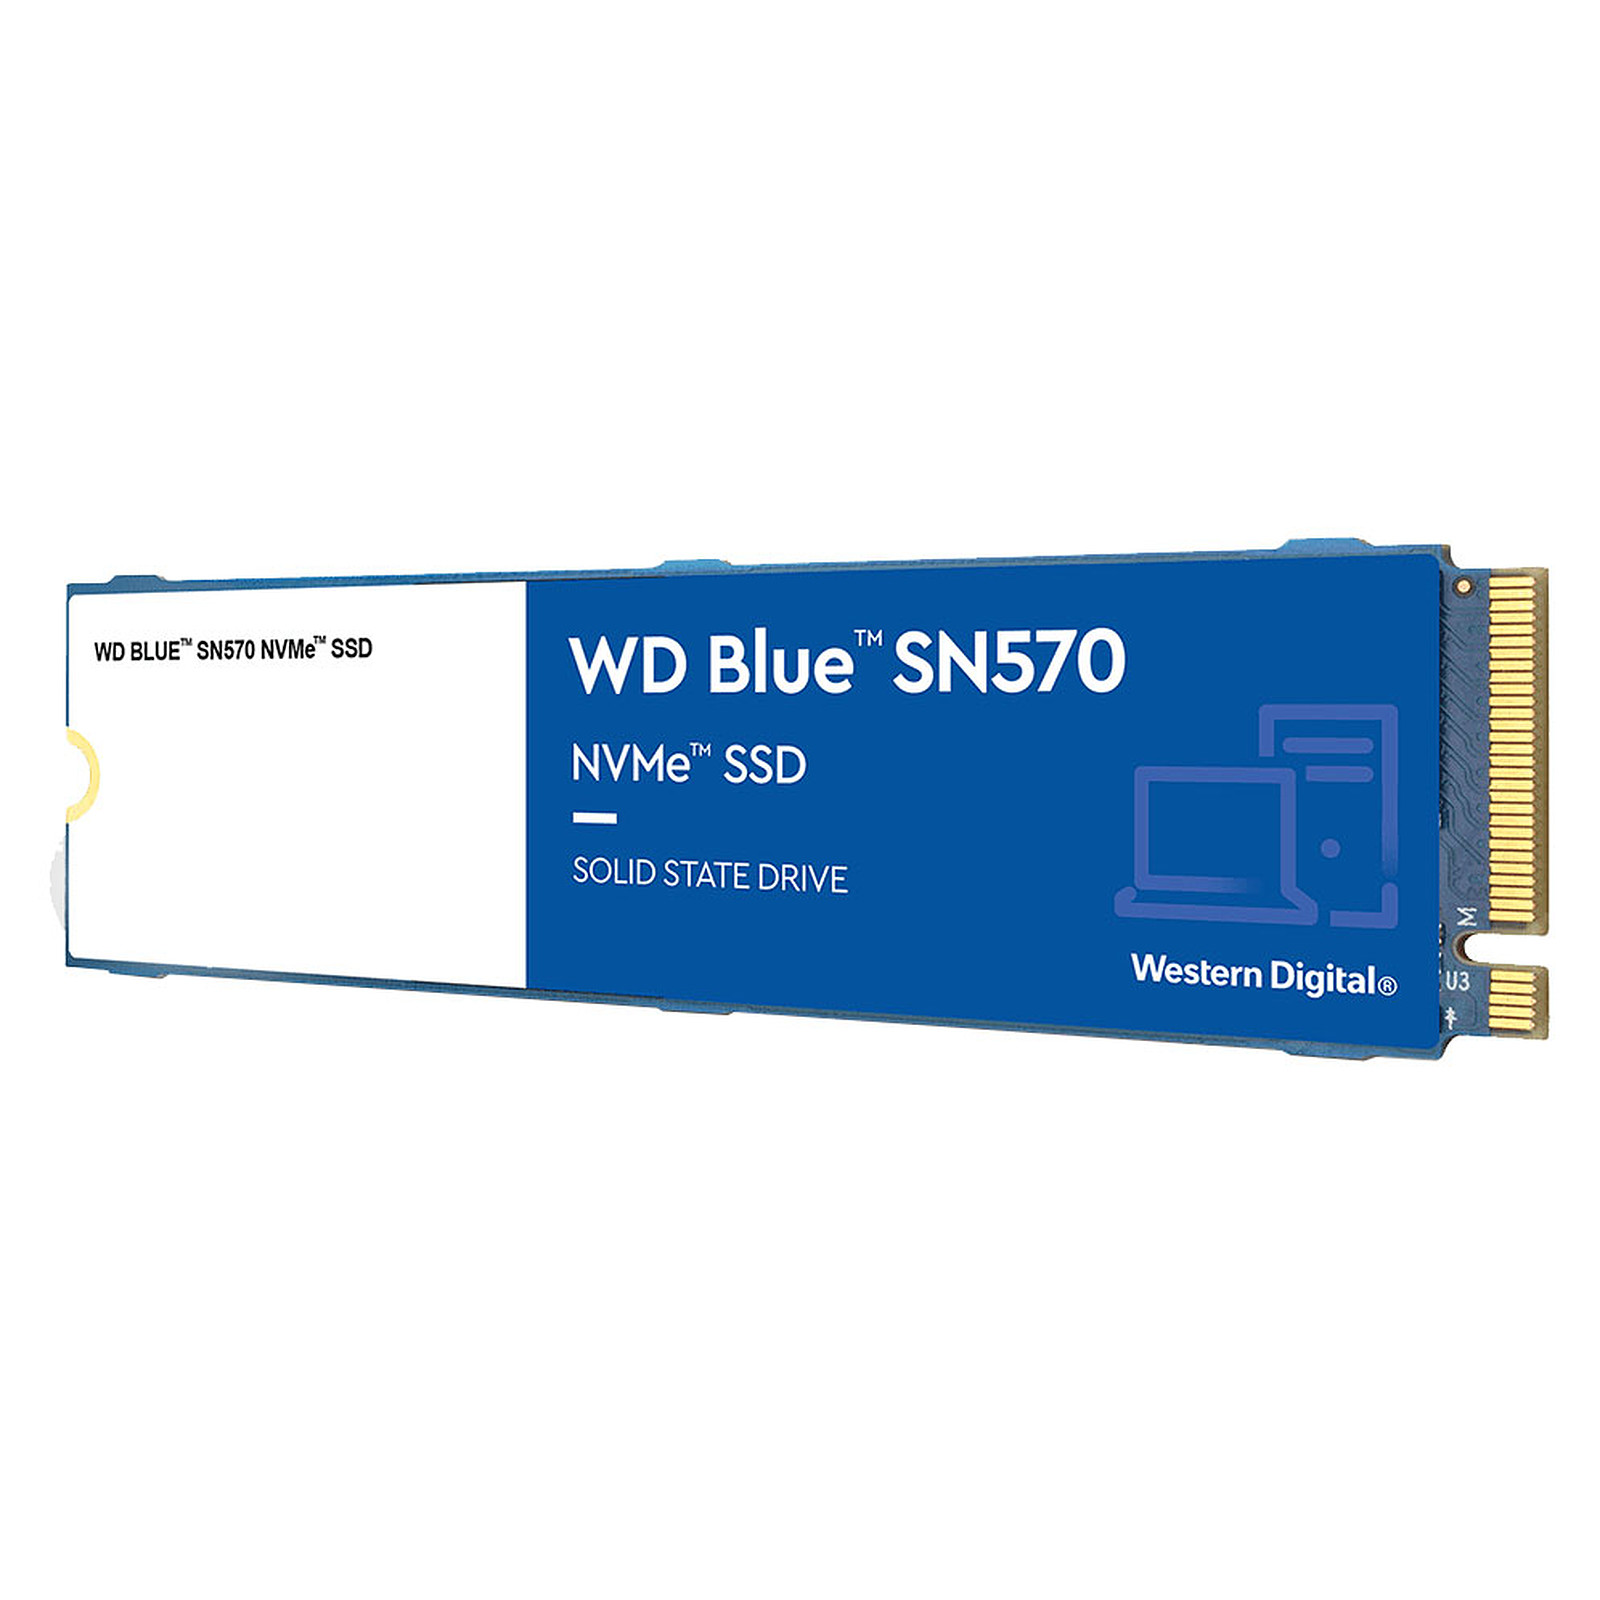 WD BLUE™ SN570 NVMe™ SSD
WD Blue™ SN570
NVMe™ SSD
SOLID STATE DRIVE
Western Digital®
M
U3